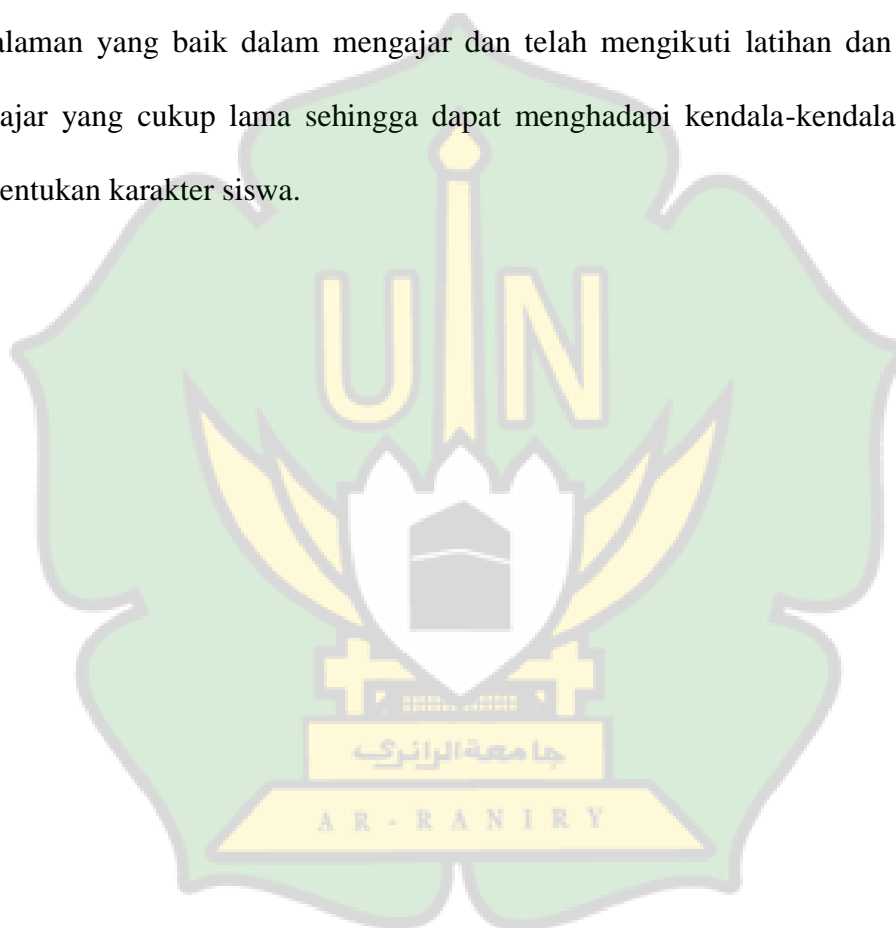 alaman yang baik dalam mengajar dan telah mengikuti latihan dan
ajar yang cukup lama sehingga dapat menghadapi kendala-kendala
entukan karakter siswa.
UIN
جامعة الرانري
AR-RANIRY